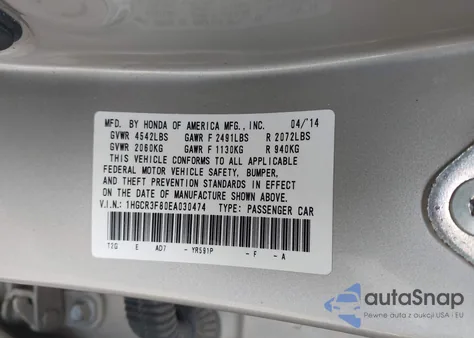 MFD. BY HONDA OF AMERICA MFG., INC. 04/14
GVWR 4542LBS GAWR F 2491LBS R 2072LBS
GVWR 2060KG GAWR F 1130KG R 940KG
THIS VEHICLE CONFORMS TO ALL APPLICABLE
FEDERAL MOTOR VEHICLE SAFETY, BUMPER,
AND THEFT PREVENTION STANDARDS IN EFFECT
ON THE DATE OF MANUFACTURE SHOWN ABOVE.
V.I.N.: 1HGCR3F80EA030474 TYPE: PASSENGER CAR
T3G E AD7 -YR591P -F -A
autoSnap
Pewne auta z aukcji USA · EU